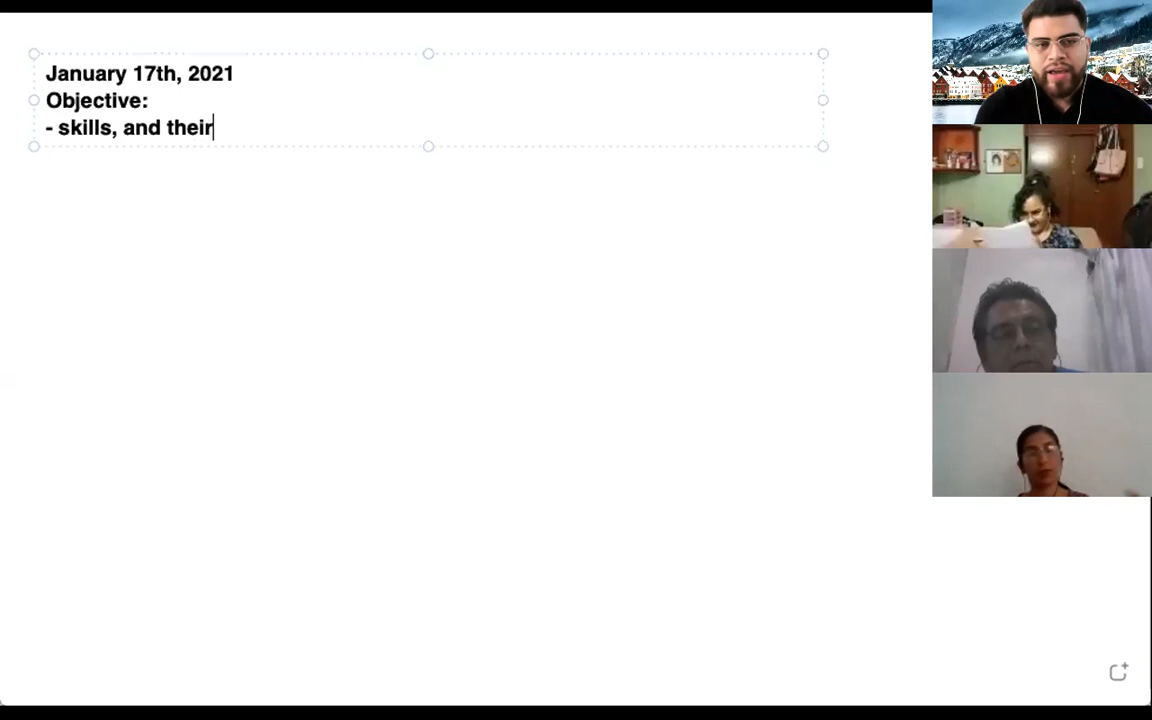 January 17th, 2021
Objective:
- skills, and their